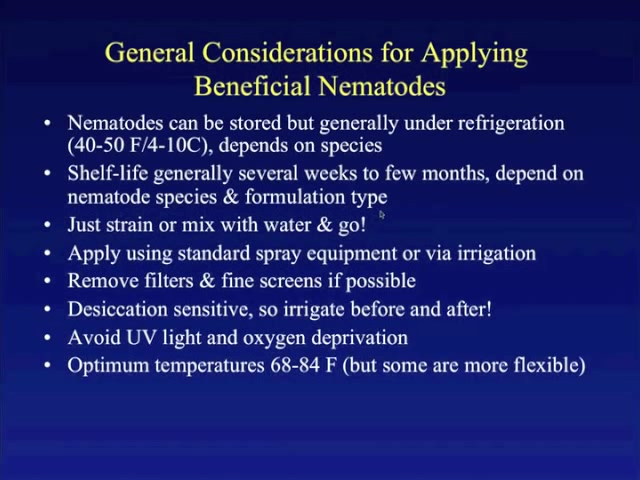 General Considerations for Applying
Beneficial Nematodes
• Nematodes can be stored but generally under refrigeration
(40-50 F/4-10C), depends on species
• Shelf-life generally several weeks to few months, depend on
nematode species & formulation type
• Just strain or mix with water & go!
• Apply using standard spray equipment or via irrigation
• Remove filters & fine screens if possible
• Desiccation sensitive, so irrigate before and after!
• Avoid UV light and oxygen deprivation
• Optimum temperatures 68-84 F (but some are more flexible)